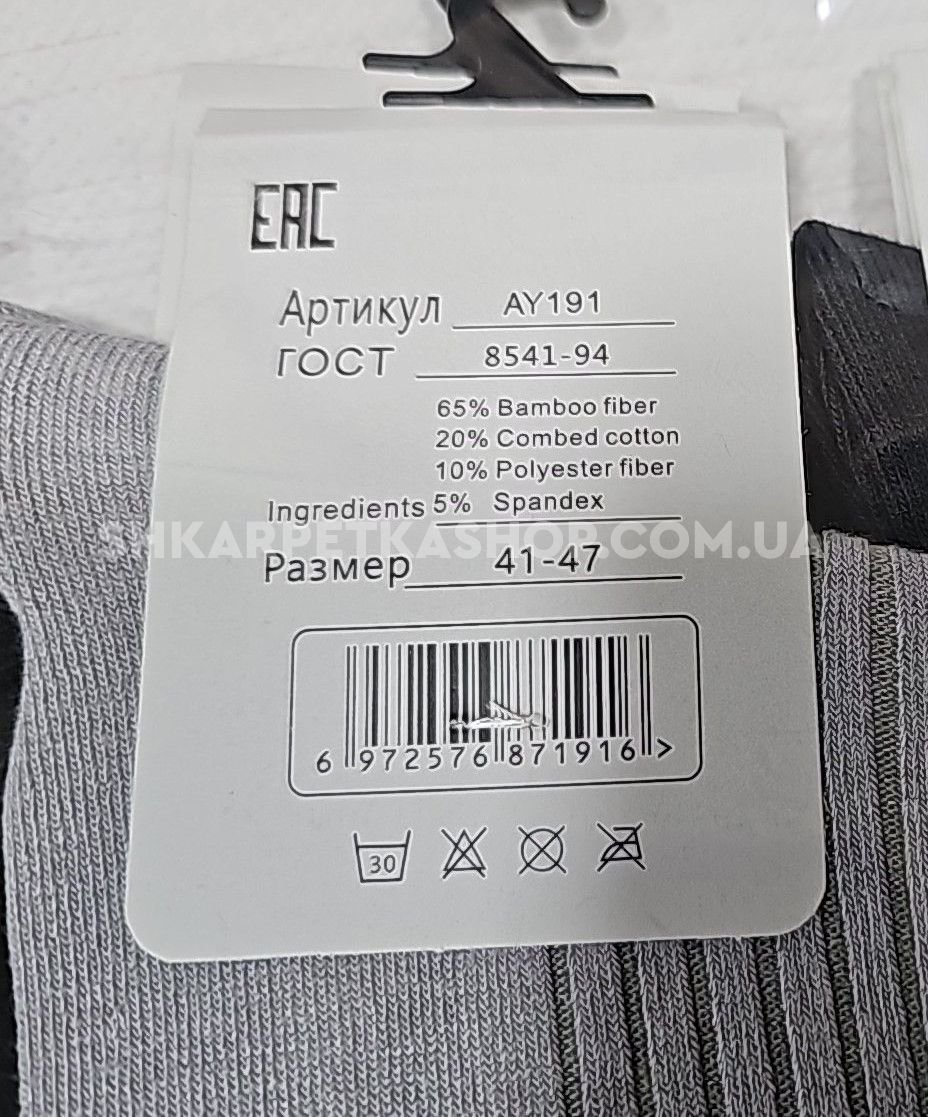 EAC
Артикул AY191
ГОСТ 8541-94
65% Bamboo fiber
20% Combed cotton
10% Polyester fiber
Ingredients 5% Spandex
SHKARPETKASHOP.COM.UA
Размер 41-47
6 972576 871916 >
30